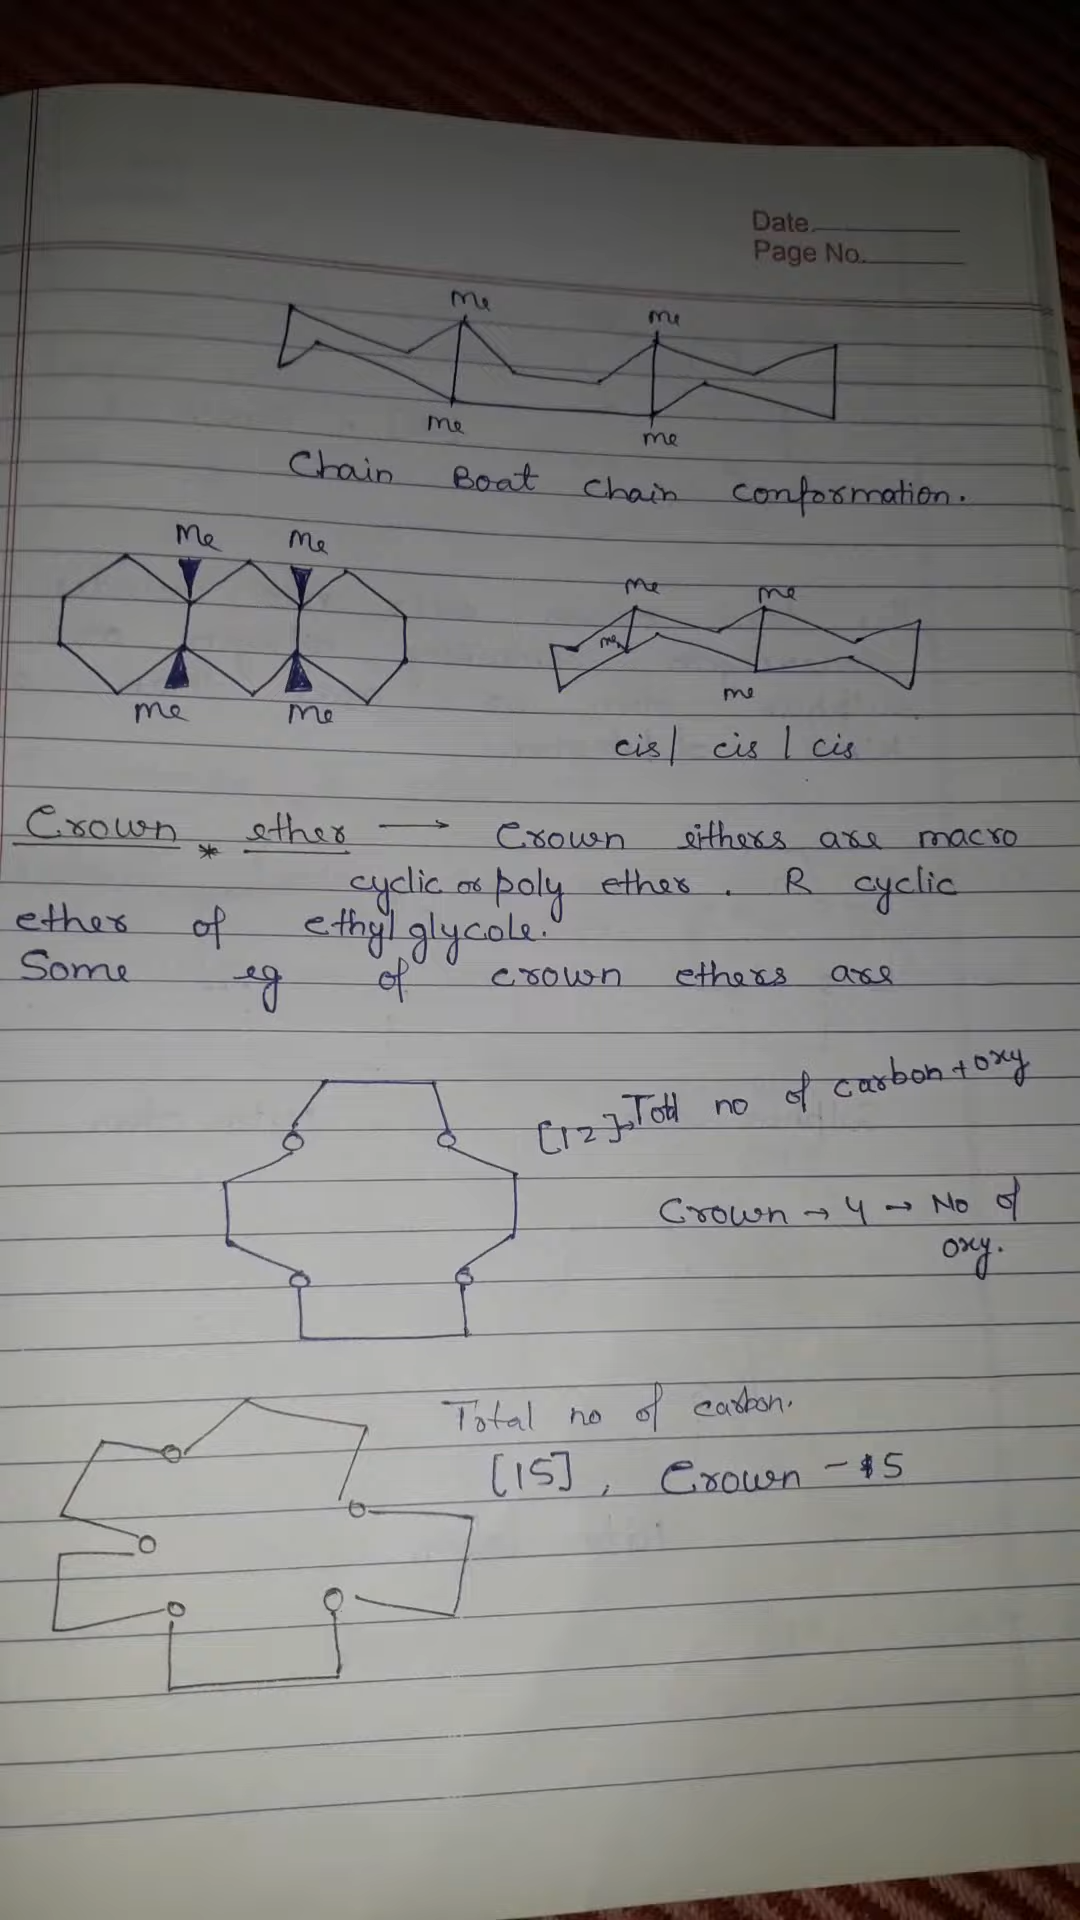 Date.
Page No.
Me Me
Me Me
Chain Boat Chain conformation.
Me Me
Me Me
Me Me
Me
Me
cis/ cis / cis
Crown * ether → Crown eithers are macro
cyclic or poly ether. R cyclic
ether of ethyl glycole.
Some eg of crown ethers are
[12]→ Total no of carbon + oxy
Crown → 4 → No of
oxy.
Total no of carbon.
[15], Crown - 5